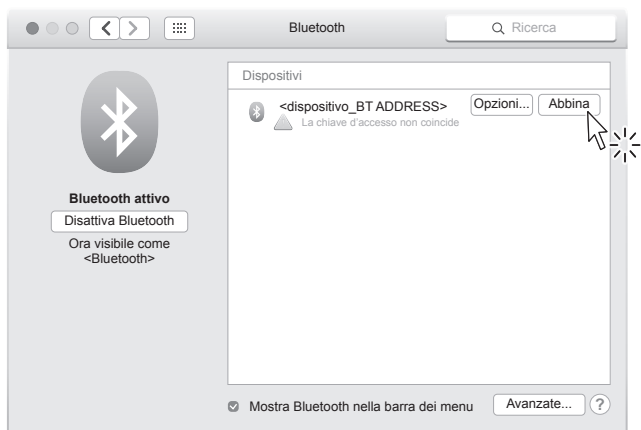 Bluetooth
Ricerca
Dispositivi
<dispositivo_BT ADDRESS>
Opzioni...
Abbina
La chiave d'accesso non coincide
Bluetooth attivo
Disattiva Bluetooth
Ora visibile come
<Bluetooth>
Mostra Bluetooth nella barra dei menu
Avanzate...
?